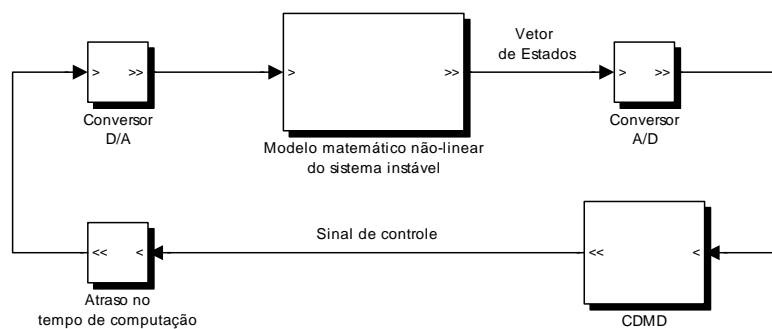 Vetor
de Estados
> >>
Conversor
D/A
> >>
Modelo matemático não-linear
do sistema instável
> >>
Conversor
A/D
Sinal de controle
<< <
Atraso no
tempo de computação
<< <
CDMD